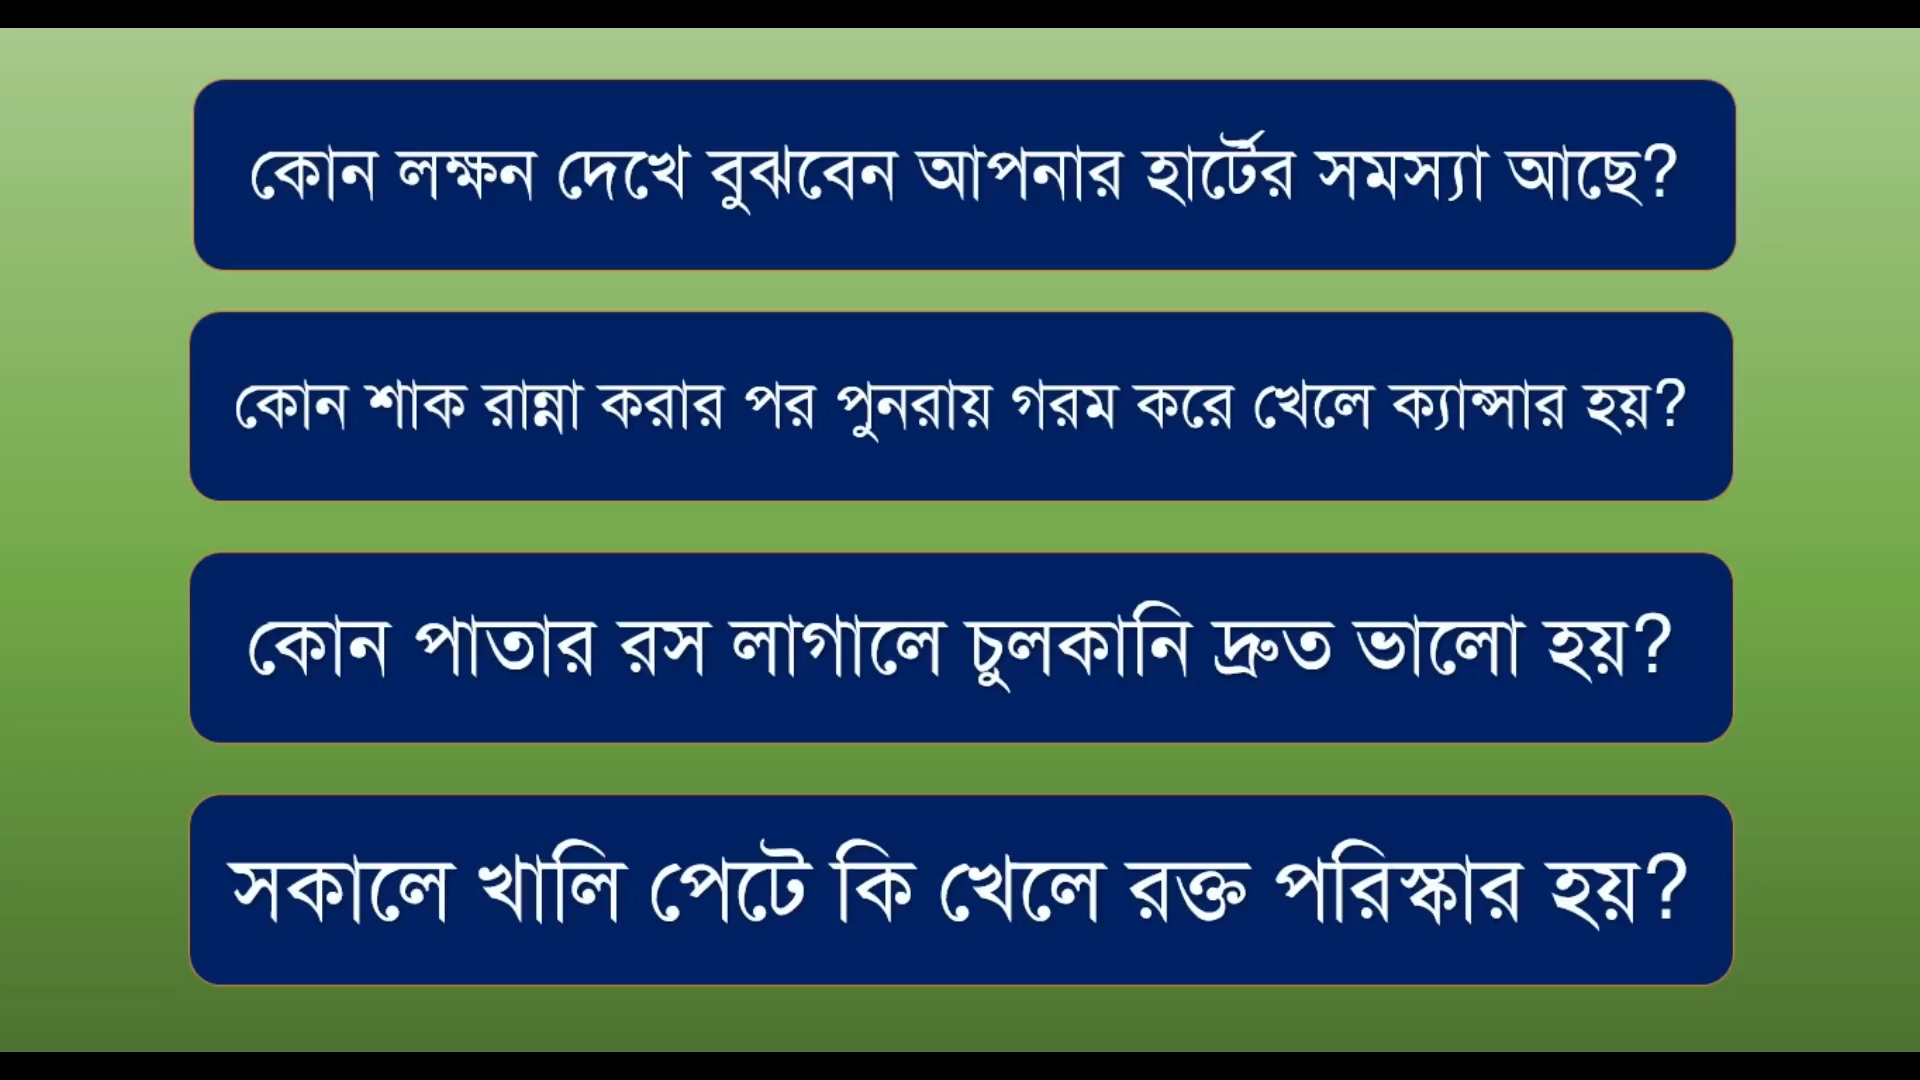 কোন লক্ষন দেখে বুঝবেন আপনার হার্টের সমস্যা আছে?
কোন শাক রান্না করার পর পুনরায় গরম করে খেলে ক্যান্সার হয়?
কোন পাতার রস লাগালে চুলকানি দ্রুত ভালো হয়?
সকালে খালি পেটে কি খেলে রক্ত পরিস্কার হয়?